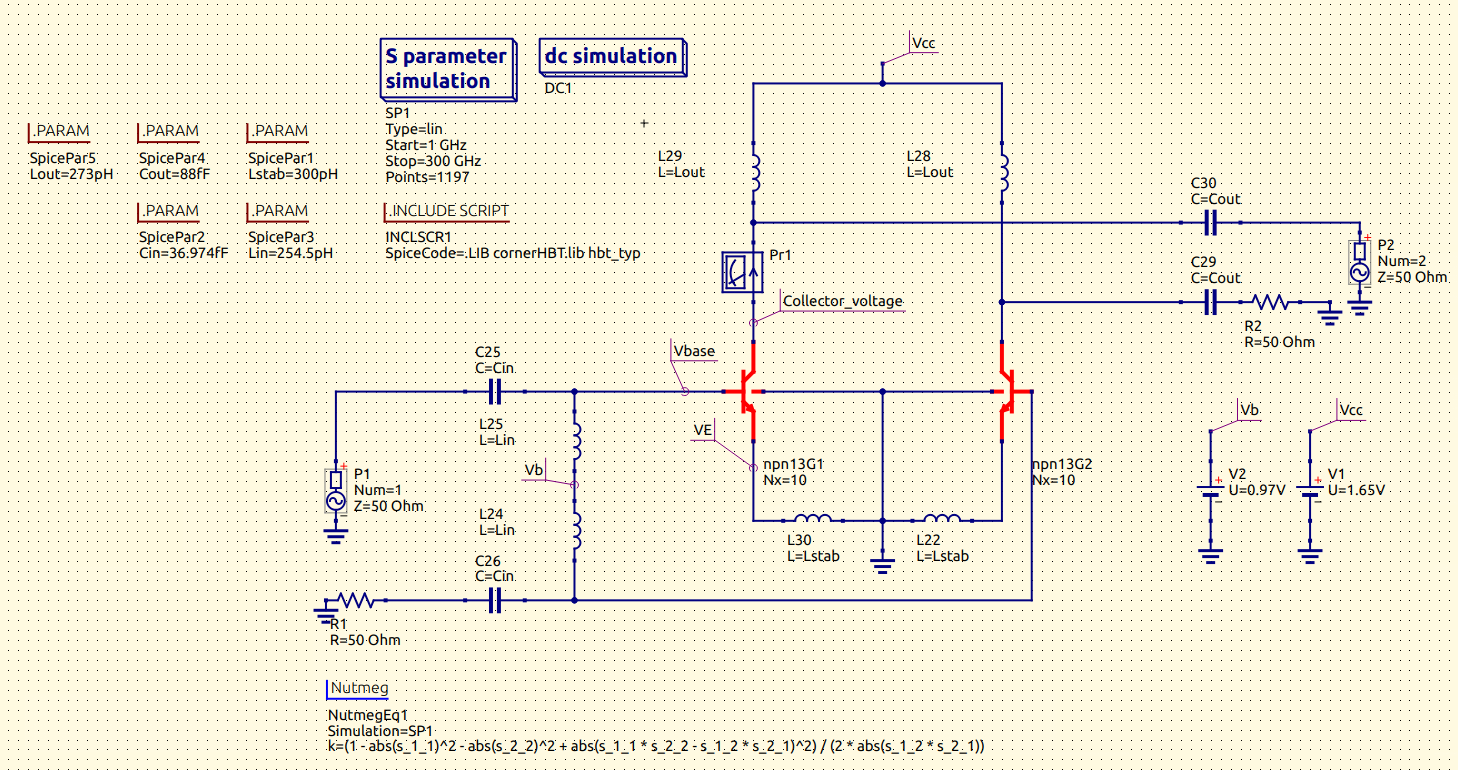 S parameter
simulation
dc simulation
DC1
SP1
Type=lin
Start=1 GHz
Stop=300 GHz
Points=1197
.PARAM
SpicePar5
Lout=273pH
.PARAM
SpicePar4
Cout=88fF
.PARAM
SpicePar1
Lstab=300pH
.PARAM
SpicePar2
Cin=36.974fF
.PARAM
SpicePar3
Lin=254.5pH
.INCLUDE SCRIPT
INCLSCR1
SpiceCode=.LIB cornerHBT.lib hbt_typ
Vcc
L29
L=Lout
L28
L=Lout
C30
C=Cout
P2
Num=2
Z=50 Ohm
Pr1
C29
C=Cout
R2
R=50 Ohm
Collector_voltage
Vbase
C25
C=Cin
L25
L=Lin
VE
Vb
P1
Num=1
Z=50 Ohm
npn13G1
Nx=10
npn13G2
Nx=10
L24
L=Lin
L30
L=Lstab
L22
L=Lstab
C26
C=Cin
R1
R=50 Ohm
Vb
V2
U=0.97V
Vcc
V1
U=1.65V
Nutmeg
NutmegEq1
Simulation=SP1
k=(1 - abs(s_1_1)^2 - abs(s_2_2)^2 + abs(s_1_1 * s_2_2 - s_1_2 * s_2_1)^2) / (2 * abs(s_1_2 * s_2_1))